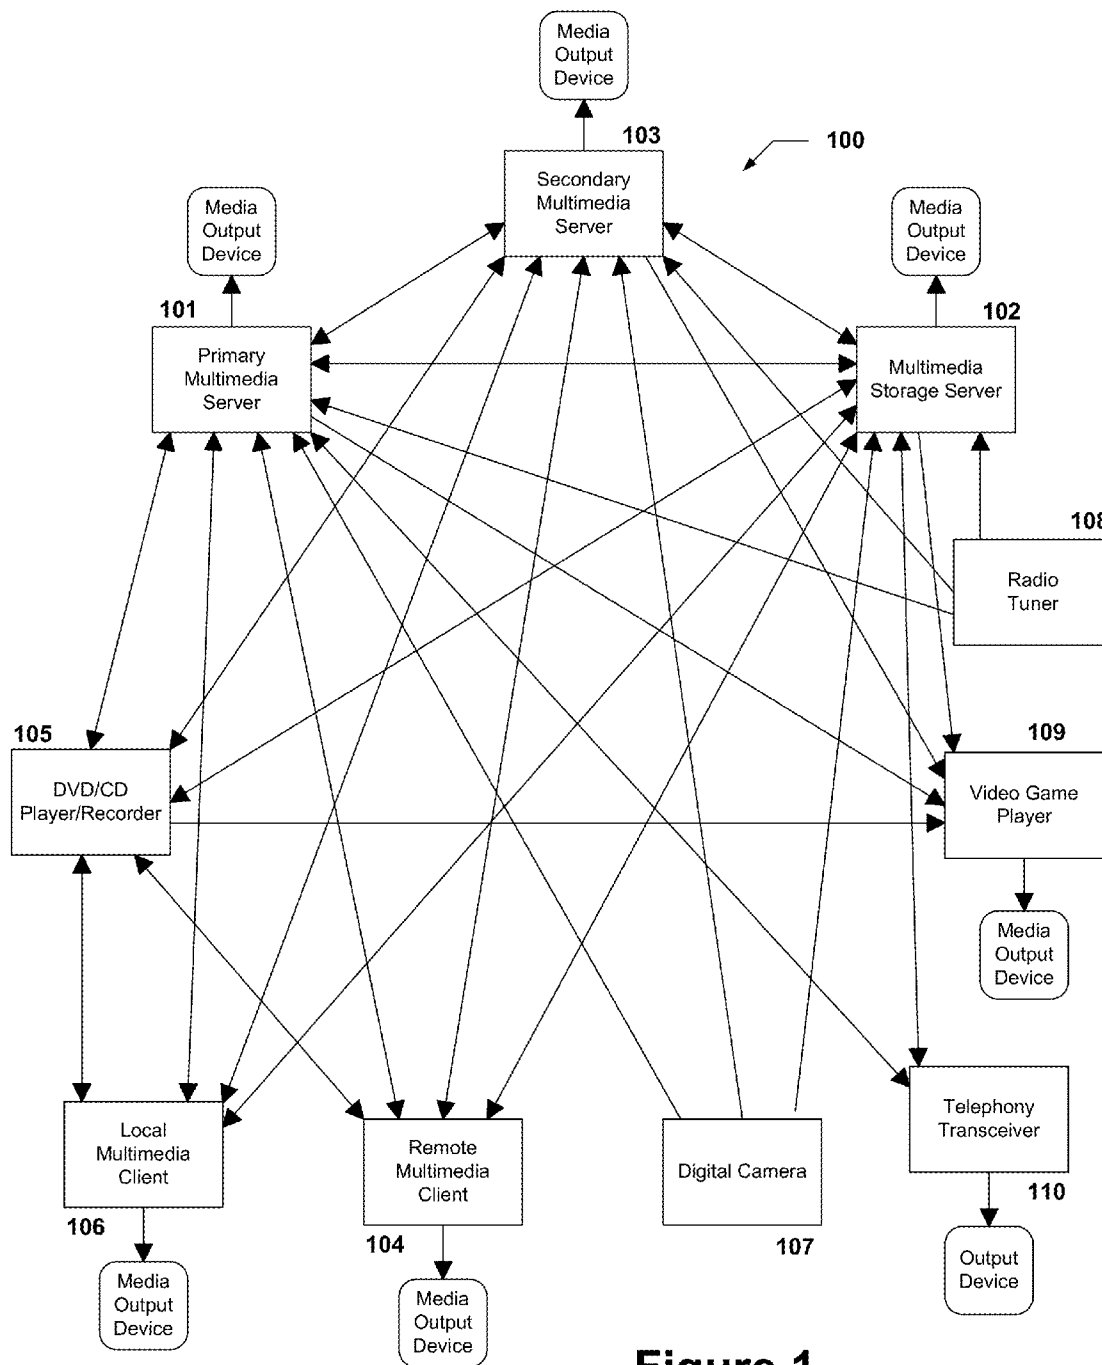 Media
Output
Device
103
100
Secondary
Multimedia
Server
Media
Output
Device
Media
Output
Device
101
102
Primary
Multimedia
Server
Multimedia
Storage Server
108
Radio
Tuner
105
109
DVD/CD
Player/Recorder
Video Game
Player
Media
Output
Device
Local
Multimedia
Client
Remote
Multimedia
Client
Digital Camera
Telephony
Transceiver
106
104
107
110
Media
Output
Device
Media
Output
Device
Output
Device
Figure 1